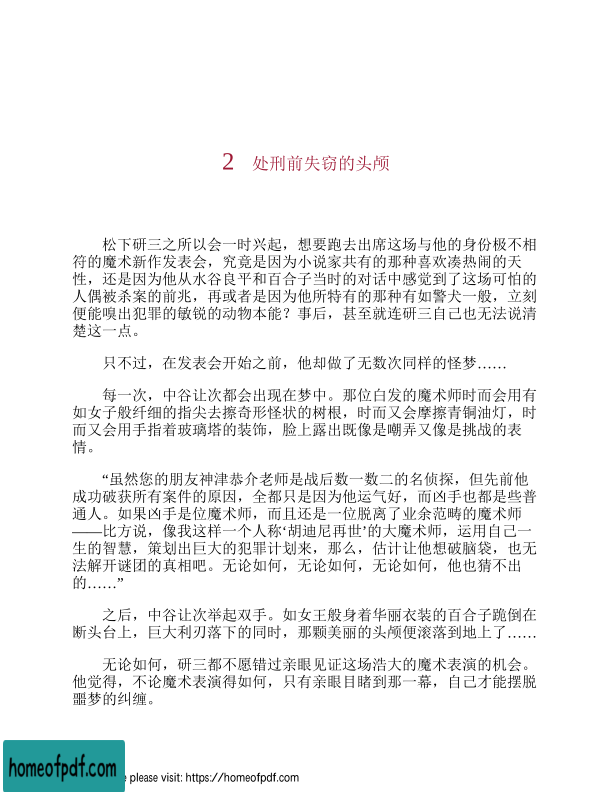 2 处刑前失窃的头颅
松下研三之所以会一时兴起，想要跑去出席这场与他的身份极不相
符的魔术新作发表会，究竟是因为小说家共有的那种喜欢凑热闹的天
性，还是因为他从水谷良平和百合子当时的对话中感觉到了这场可怕的
人偶被杀案的前兆，再或者是因为他所特有的那种有如警犬一般，立刻
便能嗅出犯罪的敏锐的动物本能？事后，甚至就连研三自己也无法说清
楚这一点。
只不过，在发表会开始之前，他却做了无数次同样的怪梦……
每一次，中谷让次都会出现在梦中。那位白发的魔术师时而会用有
如女子般纤细的指尖去擦奇形怪状的树根，时而又会摩擦青铜油灯，时
而又会用手指着玻璃塔的装饰，脸上露出既像是嘲弄又像是挑战的表
情。
“虽然您的朋友神津恭介老师是战后数一数二的名侦探，但先前他
成功破获所有案件的原因，全都只是因为他运气好，而凶手也都是些普
通人。如果凶手是位魔术师，而且还是一位脱离了业余范畴的魔术师
——比方说，像我这样一个人称‘胡迪尼再世’的大魔术师，运用自己一
生的智慧，策划出巨大的犯罪计划来，那么，估计让他想破脑袋，也无
法解开谜团的真相吧。无论如何，无论如何，无论如何，他也猜不出
的……”
之后，中谷让次举起双手。如女王般身着华丽衣装的百合子跪倒在
断头台上，巨大利刃落下的同时，那颗美丽的头颅便滚落到地上了……
无论如何，研三都不愿错过亲眼见证这场浩大的魔术表演的机会。
他觉得，不论魔术表演得如何，只有亲眼目睹到那一幕，自己才能摆脱
噩梦的纠缠。
homeofpdf.com
e please visit: https://homeofpdf.com